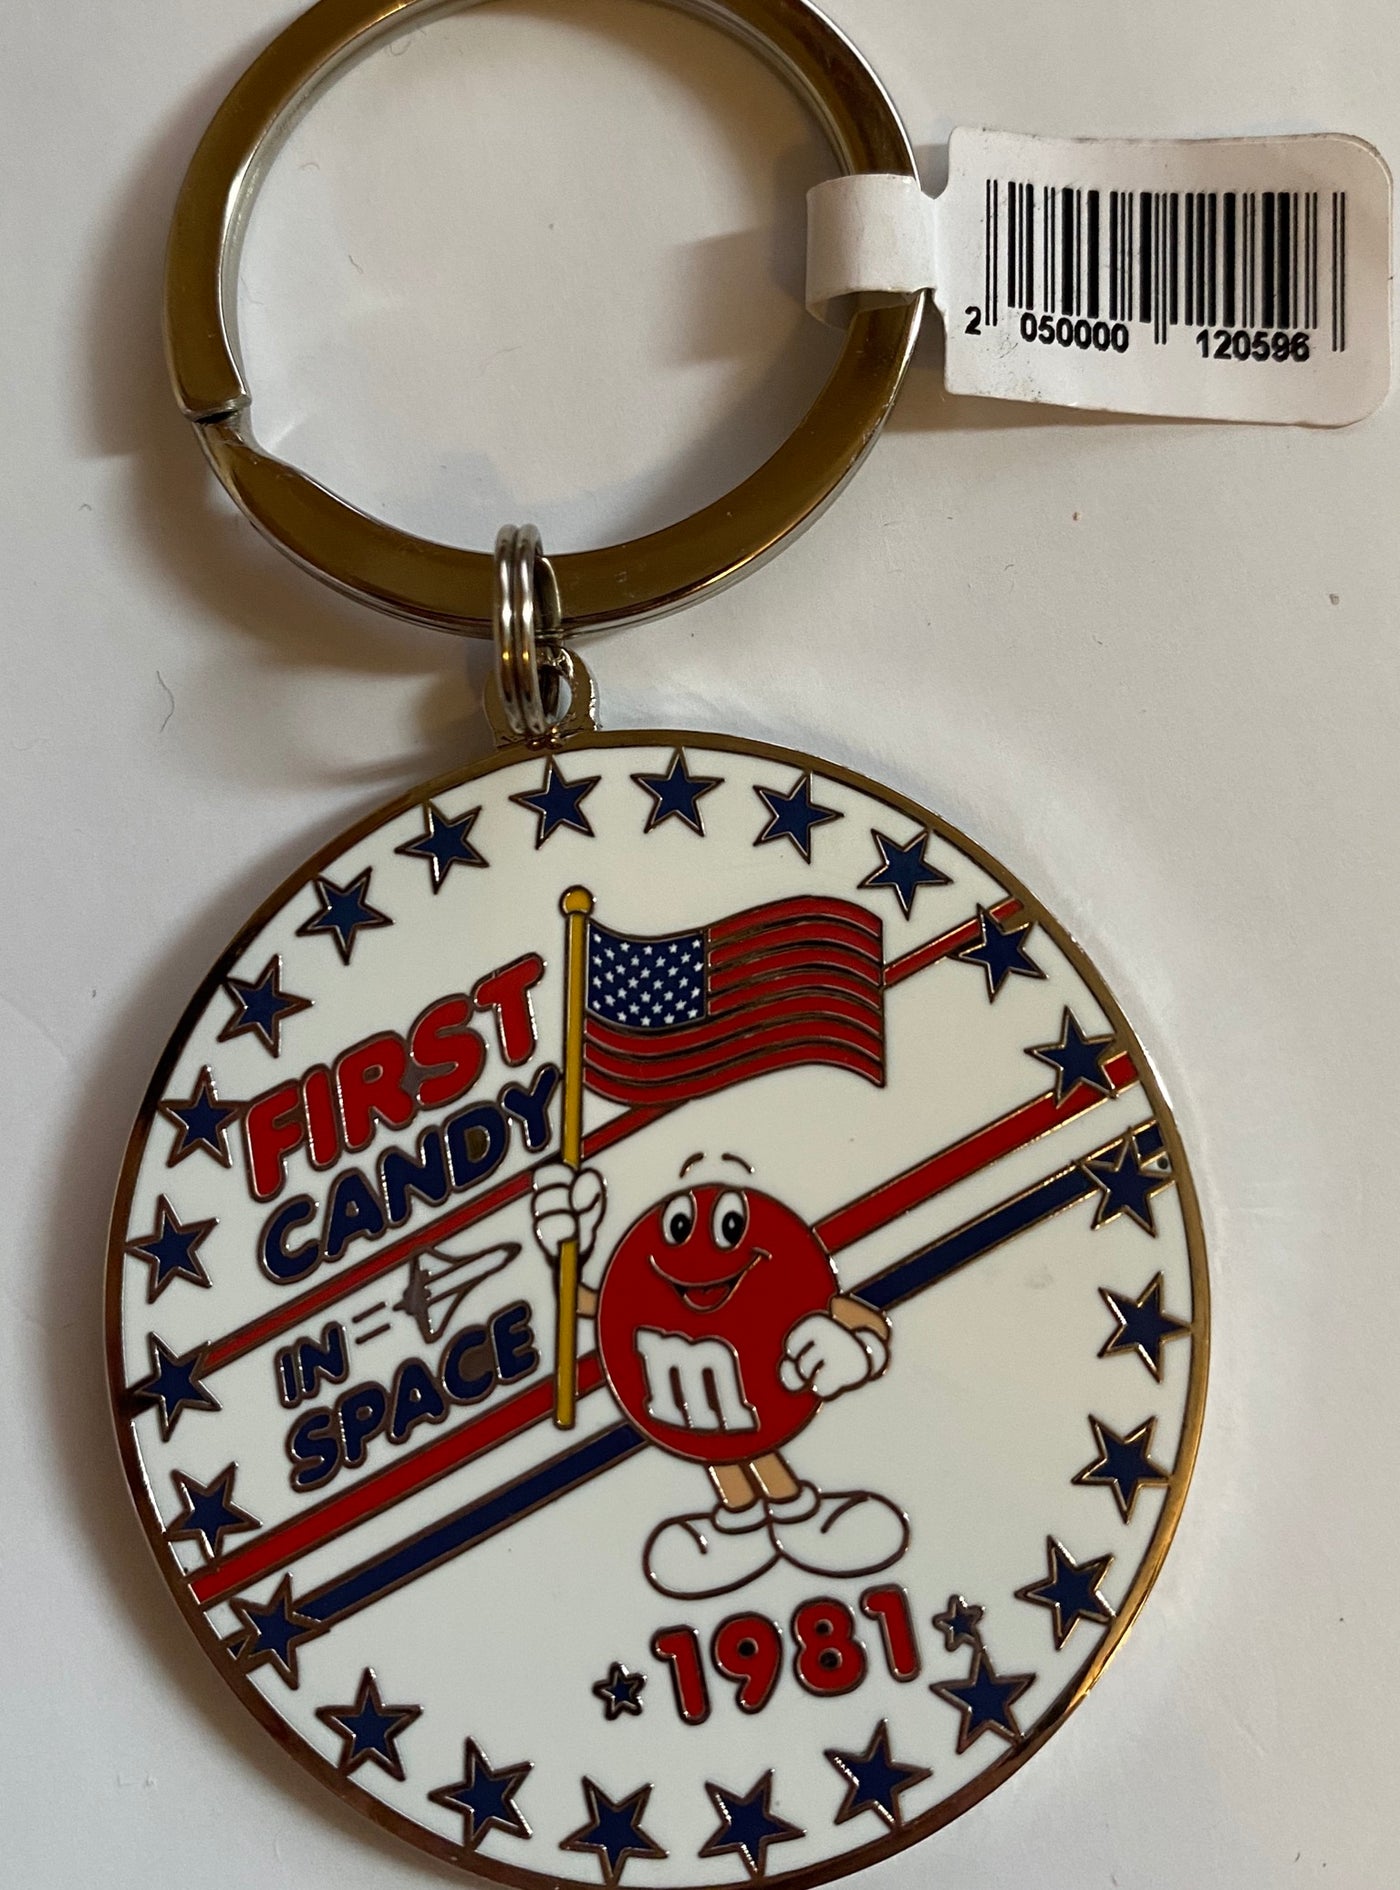 2 050000 120596
FIRST
CANDY
IN
SPACE
m
1981